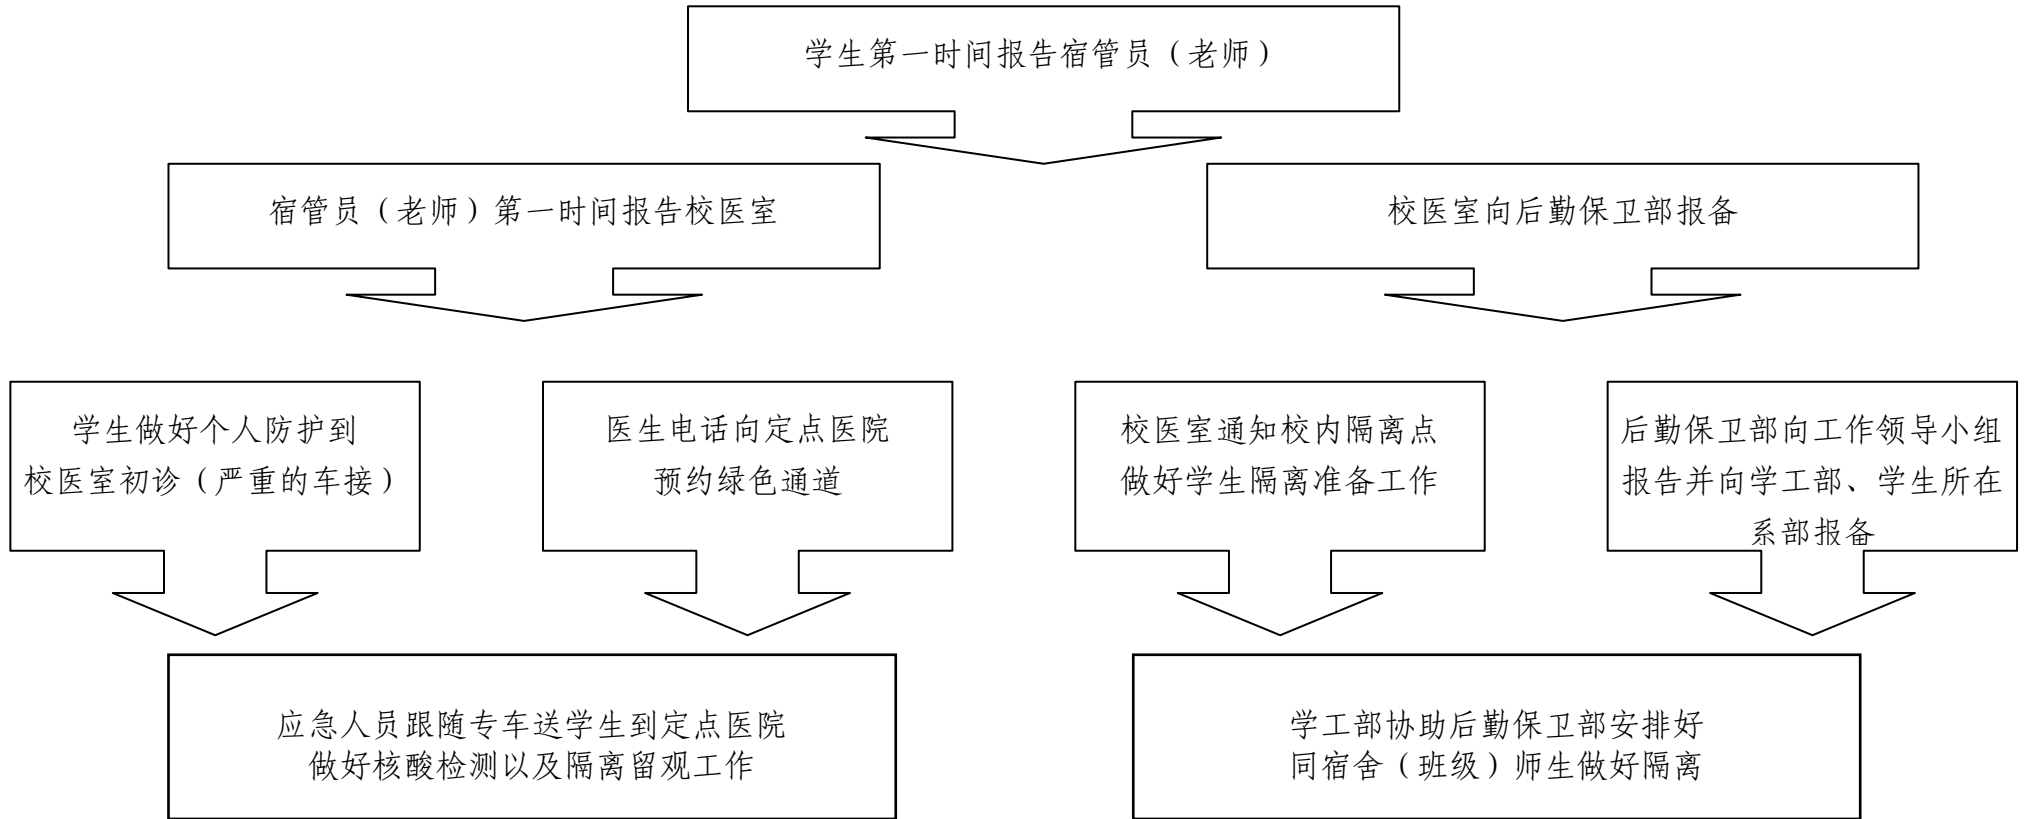 学生第一时间报告宿管员（老师）
宿管员（老师）第一时间报告校医室
校医室向后勤保卫部报备
学生做好个人防护到
校医室初诊（严重的车接）
医生电话向定点医院
预约绿色通道
校医室通知校内隔离点
做好学生隔离准备工作
后勤保卫部向工作领导小组
报告并向学工部、学生所在
系部报备
应急人员跟随专车送学生到定点医院
做好核酸检测以及隔离留观工作
学工部协助后勤保卫部安排好
同宿舍（班级）师生做好隔离